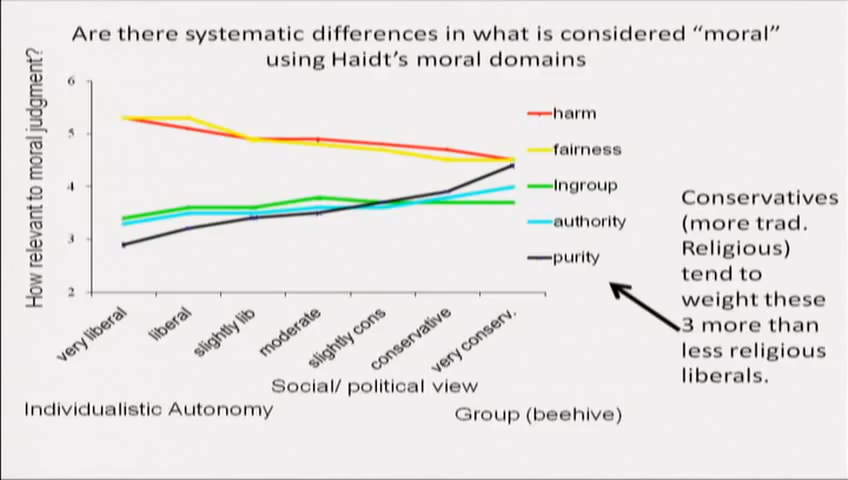 Are there systematic differences in what is considered “moral”
using Haidt’s moral domains
How relevant to moral judgment?
6
5
4
3
2
very liberal
liberal
slightly lib
moderate
slightly cons
conservative
very conserv.
Social/ political view
Individualistic Autonomy
Group (beehive)
harm
fairness
Ingroup
authority
purity
Conservatives
(more trad.
Religious)
tend to
weight these
3 more than
less religious
liberals.